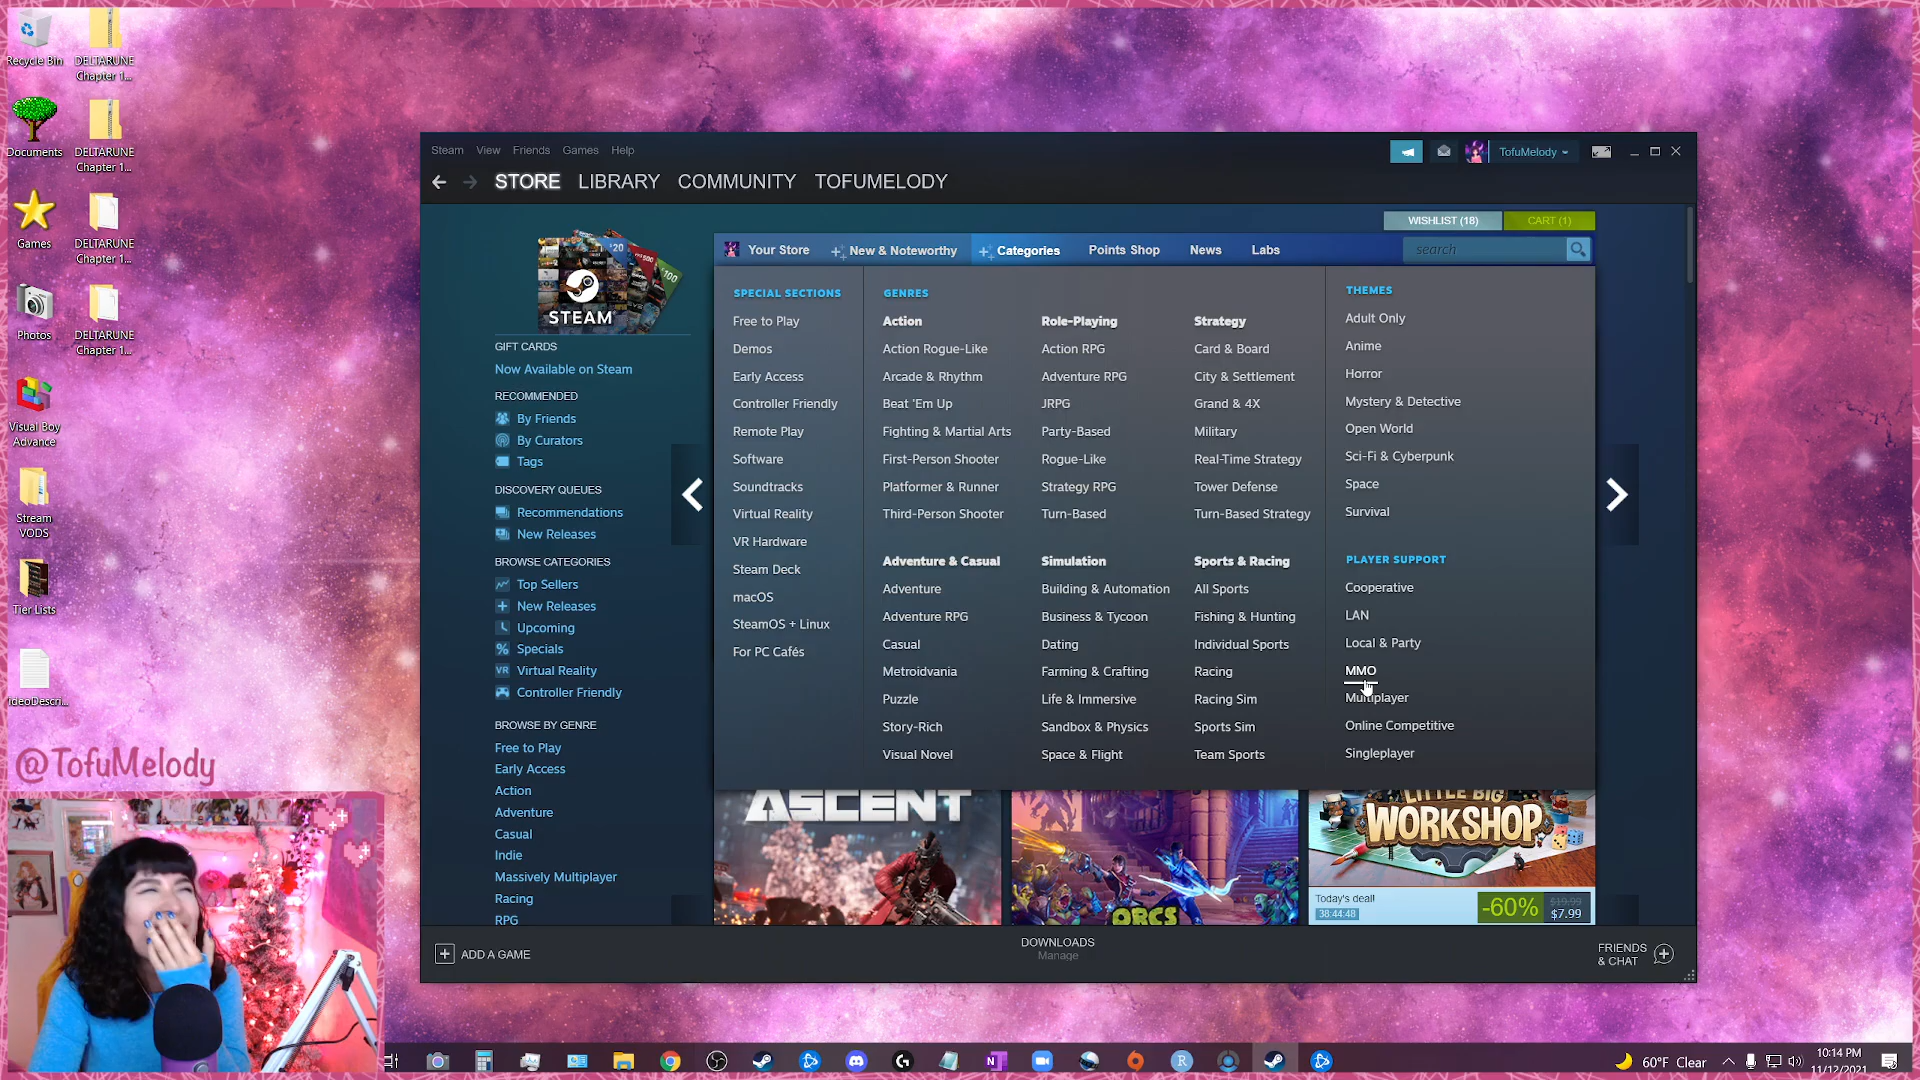 Recycle Bin
DELTARUNE
Chapter 1...
Documents
DELTARUNE
Chapter 1...
Games
DELTARUNE
Chapter 1...
Photos
DELTARUNE
Chapter 1...
Visual Boy
Advance
Stream
VODS
Tier Lists
ideoDescri...
@TofuMelody
Steam View Friends Games Help
TofuMelody
STORE LIBRARY COMMUNITY TOFUMELODY
WISHLIST (18) CART (1)
Your Store New & Noteworthy Categories Points Shop News Labs search
$20
$100
STEAM
GIFT CARDS
Now Available on Steam
RECOMMENDED
By Friends
By Curators
Tags
DISCOVERY QUEUES
Recommendations
New Releases
BROWSE CATEGORIES
Top Sellers
New Releases
Upcoming
Specials
VR Virtual Reality
Controller Friendly
BROWSE BY GENRE
Free to Play
Early Access
Action
Adventure
Casual
Indie
Massively Multiplayer
Racing
RPG
SPECIAL SECTIONS
Free to Play
Demos
Early Access
Controller Friendly
Remote Play
Software
Soundtracks
Virtual Reality
VR Hardware
Steam Deck
macOS
SteamOS + Linux
For PC Cafés
GENRES
Action
Action Rogue-Like
Arcade & Rhythm
Beat 'Em Up
Fighting & Martial Arts
First-Person Shooter
Platformer & Runner
Third-Person Shooter
Role-Playing
Action RPG
Adventure RPG
JRPG
Party-Based
Rogue-Like
Strategy RPG
Turn-Based
Strategy
Card & Board
City & Settlement
Grand & 4X
Military
Real-Time Strategy
Tower Defense
Turn-Based Strategy
Adventure & Casual
Adventure
Adventure RPG
Casual
Metroidvania
Puzzle
Story-Rich
Visual Novel
Simulation
Building & Automation
Business & Tycoon
Dating
Farming & Crafting
Life & Immersive
Sandbox & Physics
Space & Flight
Sports & Racing
All Sports
Fishing & Hunting
Individual Sports
Racing
Racing Sim
Sports Sim
Team Sports
THEMES
Adult Only
Anime
Horror
Mystery & Detective
Open World
Sci-Fi & Cyberpunk
Space
Survival
PLAYER SUPPORT
Cooperative
LAN
Local & Party
MMO
Multiplayer
Online Competitive
Singleplayer
ASCENT
ORCS
LITTLE BIG
WORKSHOP
Today's deal!
38:44:48
-60%
$19.99
$7.99
ADD A GAME
DOWNLOADS
Manage
FRIENDS
& CHAT
60°F Clear
10:14 PM
11/12/2021